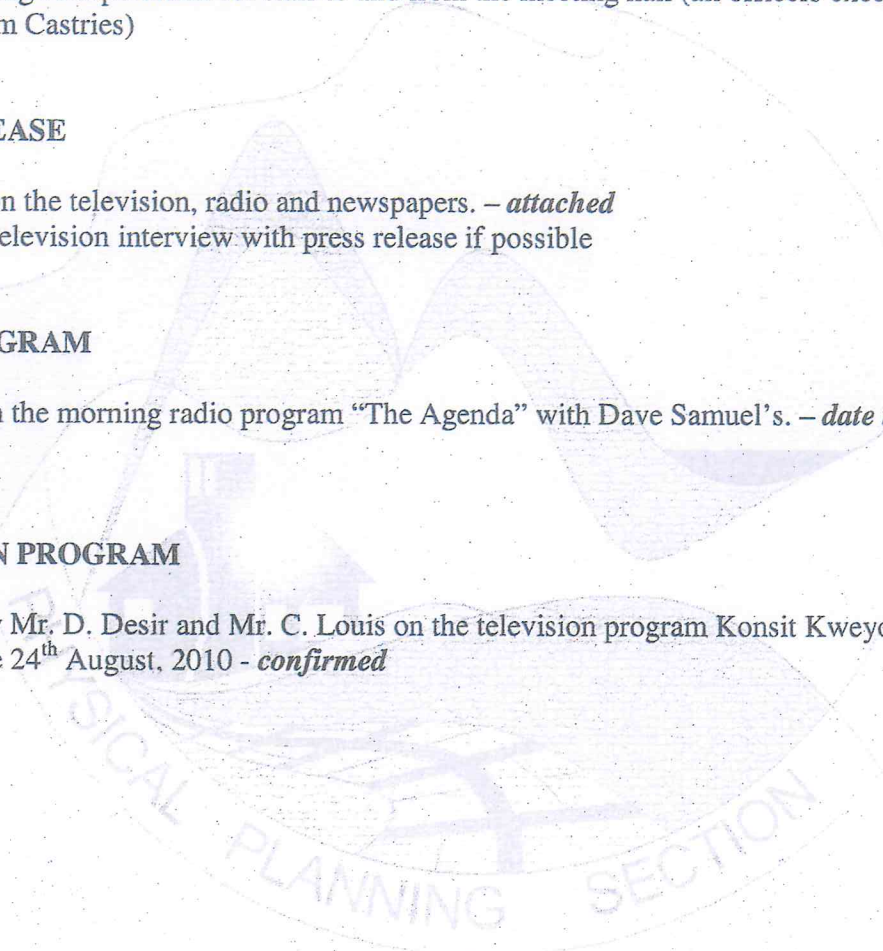 m Castries)
EASE
n the television, radio and newspapers. – attached
elevision interview with press release if possible
GRAM
the morning radio program “The Agenda” with Dave Samuel's. – date
N PROGRAM
Mr. D. Desir and Mr. C. Louis on the television program Konsit Kweyo
24th August, 2010 - confirmed
PHYSICAL PLANNING SECTION